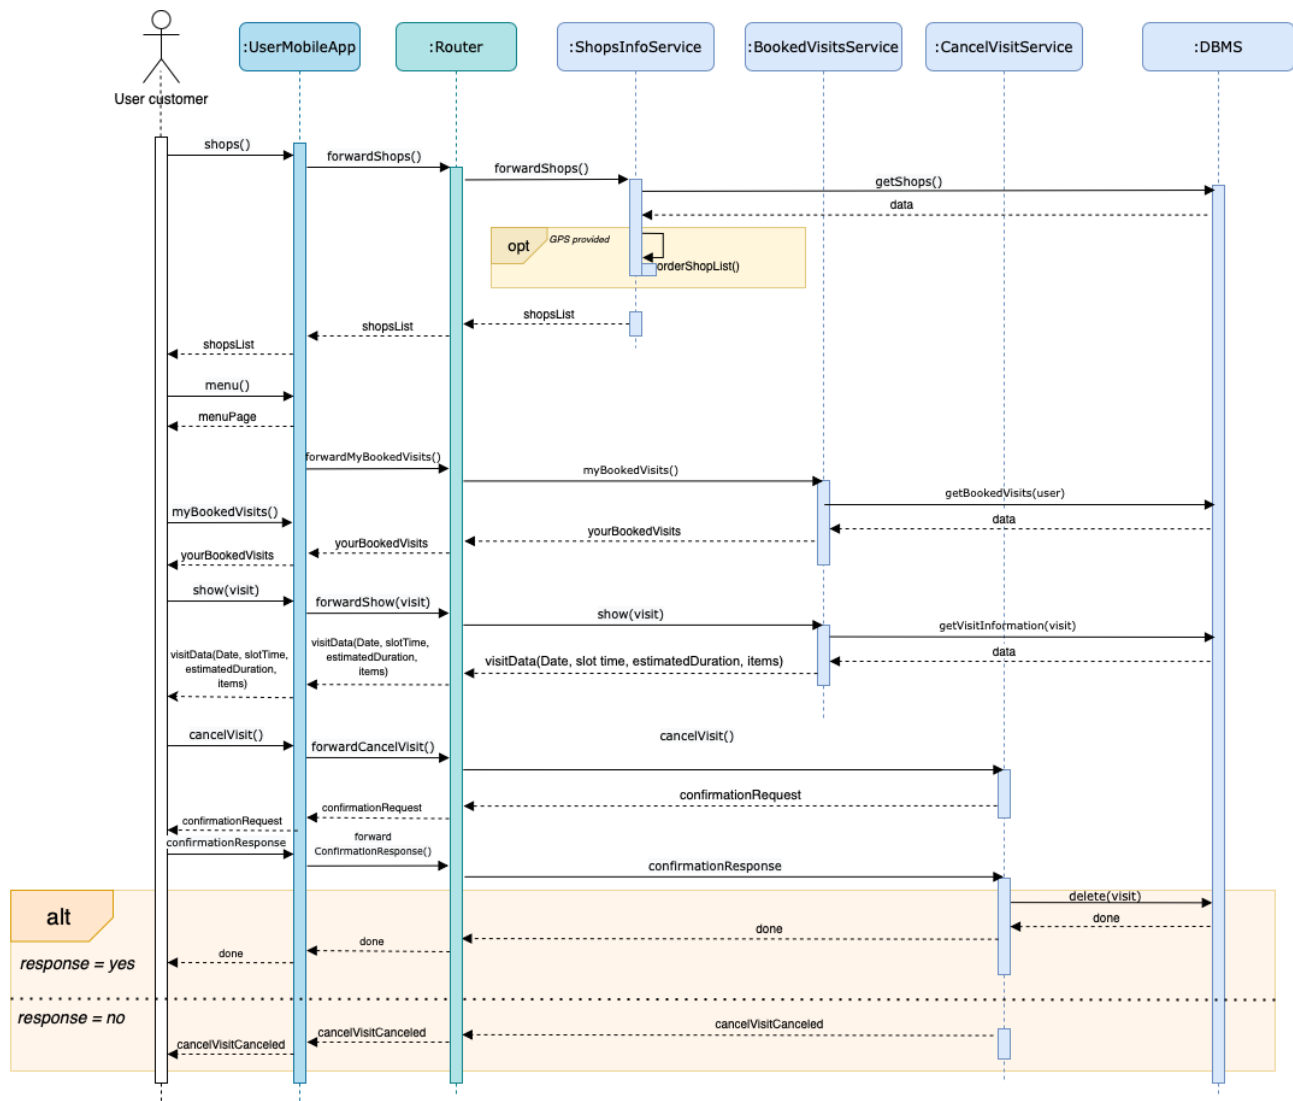 :UserMobileApp
:Router
:ShopsInfoService
:BookedVisitsService
:CancelVisitService
:DBMS
User customer
shops()
forwardShops()
forwardShops()
getShops()
data
opt
GPS provided
orderShopList()
shopsList
shopsList
shopsList
menu()
menuPage
forwardMyBookedVisits()
myBookedVisits()
getBookedVisits(user)
myBookedVisits()
data
yourBookedVisits
yourBookedVisits
yourBookedVisits
show(visit)
forwardShow(visit)
show(visit)
getVisitInformation(visit)
data
visitData(Date, slot time, estimatedDuration, items)
visitData(Date, slotTime,
estimatedDuration,
items)
visitData(Date, slotTime,
estimatedDuration,
items)
cancelVisit()
forwardCancelVisit()
cancelVisit()
confirmationRequest
confirmationRequest
confirmationRequest
confirmationResponse
forward
ConfirmationResponse()
confirmationResponse
alt
delete(visit)
done
done
done
done
response = yes
response = no
cancelVisitCanceled
cancelVisitCanceled
cancelVisitCanceled